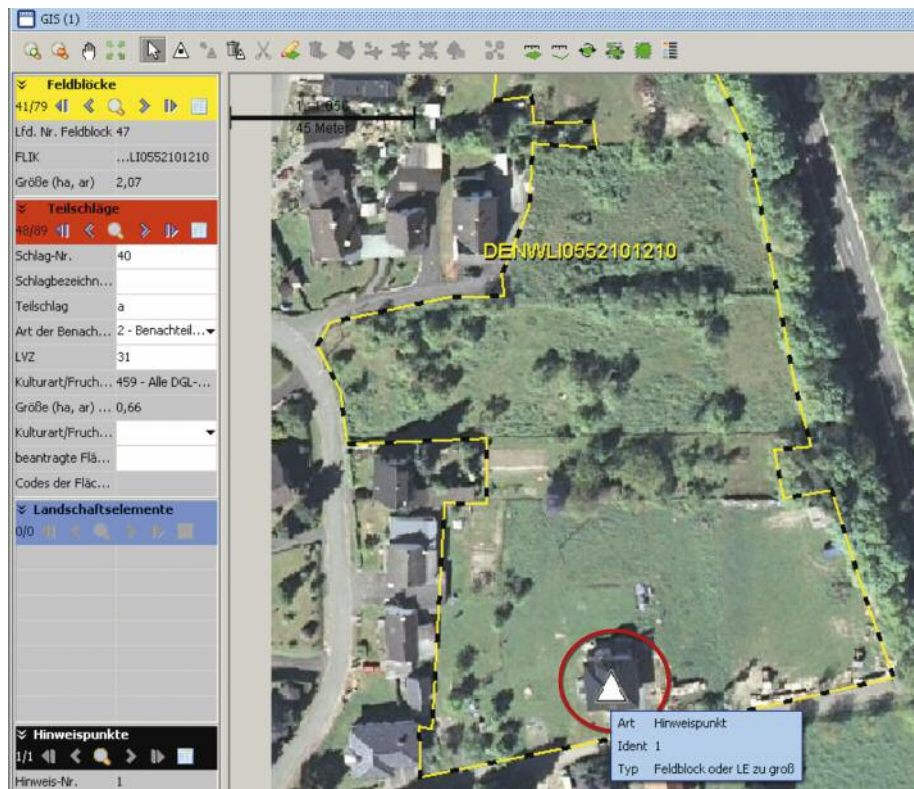 GIS (1)
Feldblöcke
41/79
Lfd. Nr. Feldblock 47
FLIK ...LI0552101210
Größe (ha, ar) 2,07
Teilschläge
48/89
Schlag-Nr. 40
Schlagbezeichn...
Teilschlag a
Art der Benach... 2 - Benachteil...
LVZ 31
Kulturart/Fruch... 459 - Alle DGL-...
Größe (ha, ar) ... 0,66
Kulturart/Fruch...
beantragte Flä...
Codes der Fläc...
Landschaftselemente
0/0
Hinweispunkte
1/1
Hinweis-Nr. 1
45 Meter
DENWLI0552101210
Art Hinweispunkt
Ident 1
Typ Feldblock oder LE zu groß